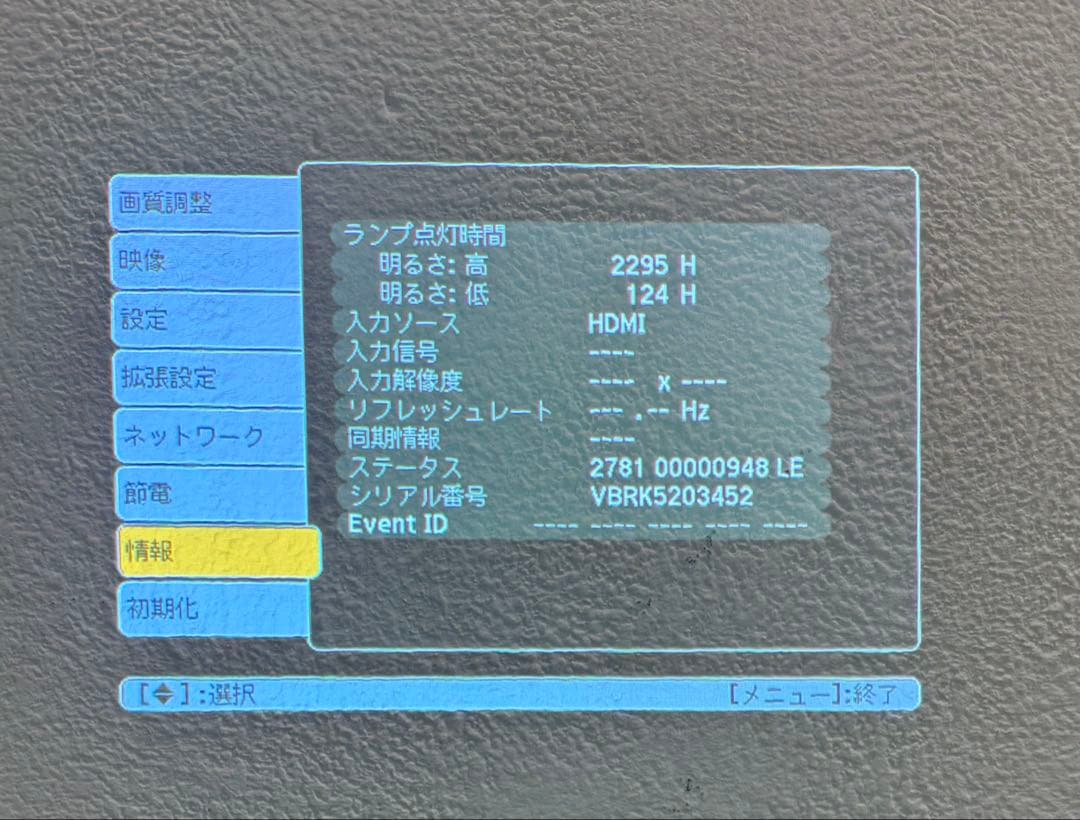 画質調整
映像
設定
拡張設定
ネットワーク
節電
情報
初期化
ランプ点灯時間
明るさ: 高 2295 H
明るさ: 低 124 H
入力ソース HDMI
入力信号 ----
入力解像度 ---- x ----
リフレッシュレート --- .-- Hz
同期情報 ----
ステータス 2781 00000948 LE
シリアル番号 VBRK5203452
Event ID ---- ---- ---- ---- ----
[◆] :選択 [メニュー]:終了